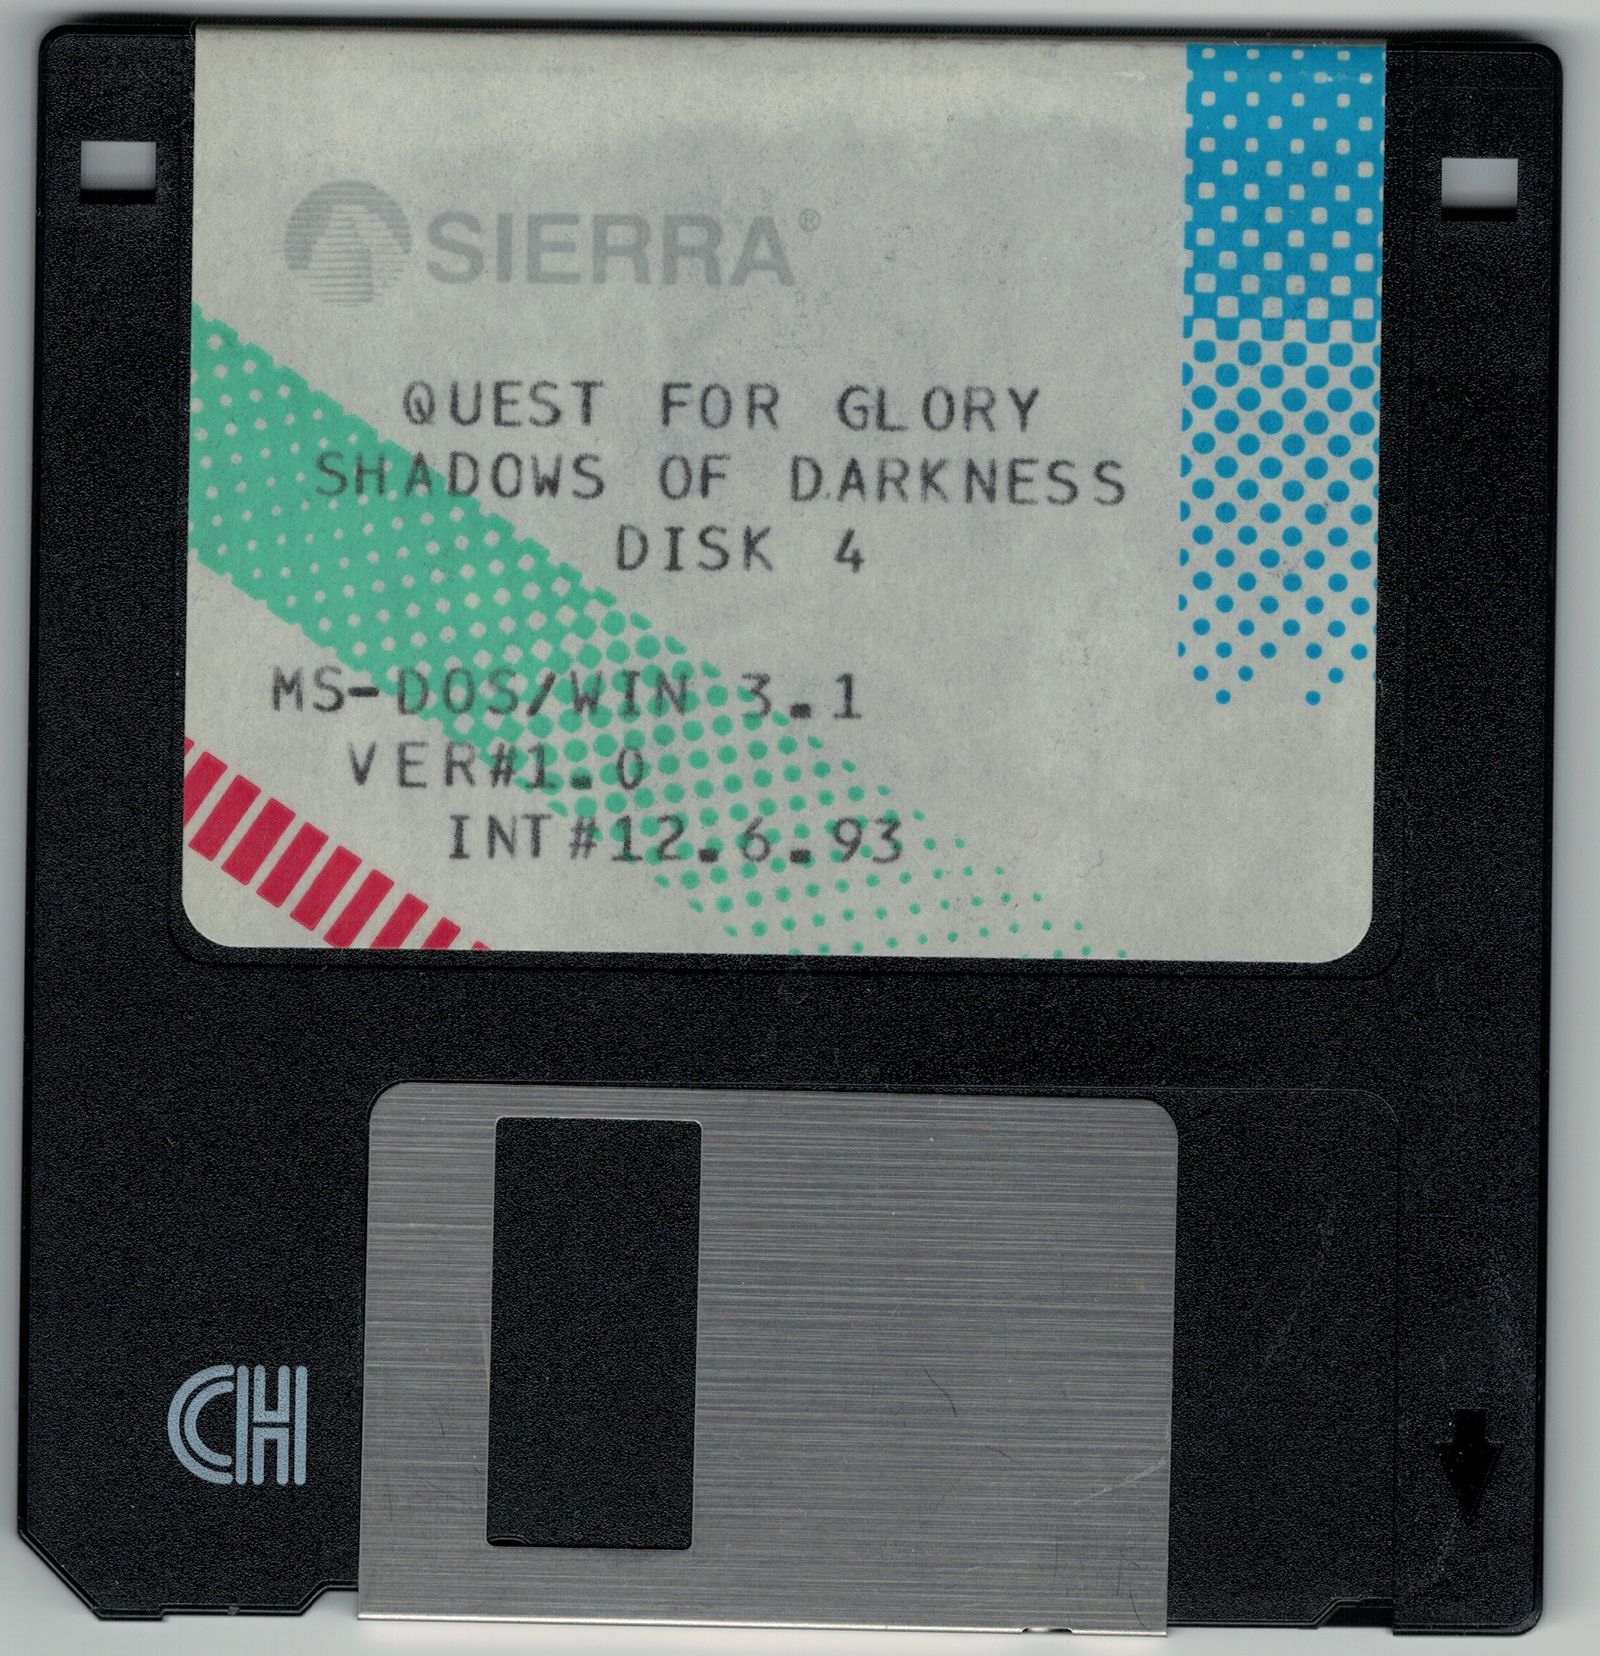 SIERRA®
QUEST FOR GLORY
SHADOWS OF DARKNESS
DISK 4
MS-DOS/WIN 3.1
VER#1.0
INT#12.6.93
CH